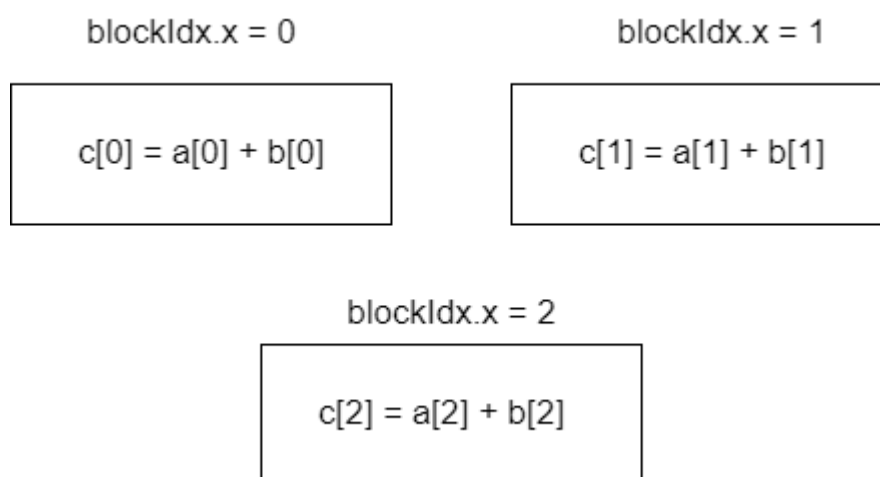 blockIdx.x = 0
blockIdx.x = 1
c[0] = a[0] + b[0]
c[1] = a[1] + b[1]
blockIdx.x = 2
c[2] = a[2] + b[2]